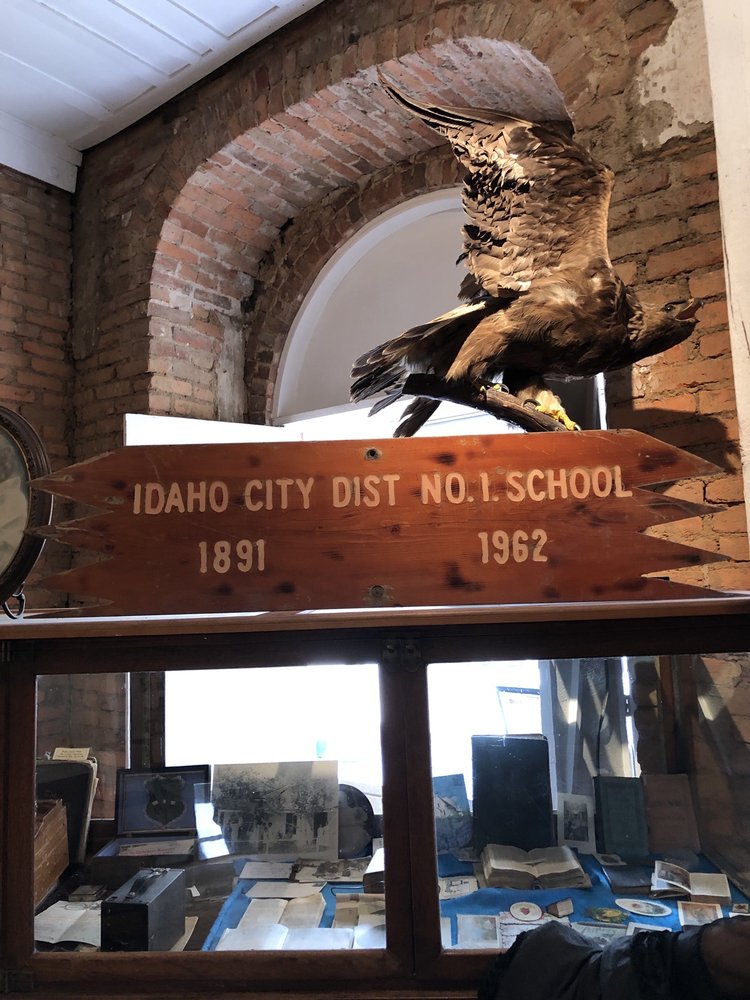 IDAHO CITY DIST NO. 1. SCHOOL
1891 1962